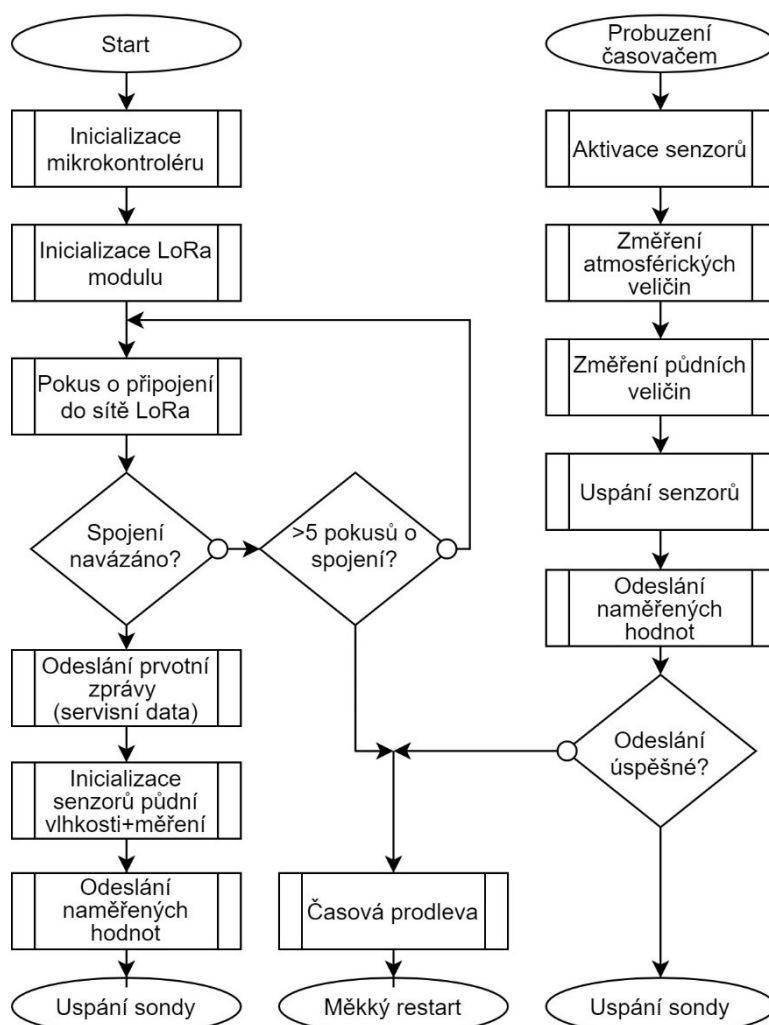 Start
Inicializace
mikrokontroléru
Inicializace LoRa
modulu
Pokus o připojení
do sítě LoRa
Spojení
navázáno?
>5 pokusů o
spojení?
Odeslání prvotní
zprávy
(servisní data)
Inicializace
senzorů půdní
vlhkosti+měření
Odeslání
naměřených
hodnot
Uspání sondy
Časová prodleva
Měkký restart
Probuzení
časovačem
Aktivace senzorů
Změření
atmosférických
veličin
Změření půdních
veličin
Uspání senzorů
Odeslání
naměřených
hodnot
Odeslání
úspěšné?
Uspání sondy